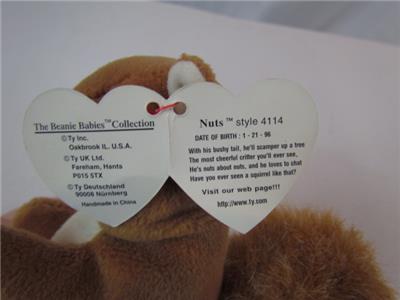 The Beanie Babies™ Collection
© Ty Inc.
Oakbrook IL. U.S.A.
© Ty UK Ltd.
Fareham, Hants
P015 5TX
© Ty Deutschland
90008 Nürnberg
Handmade in China
Nuts™ style 4114
DATE OF BIRTH : 1 - 21 - 96
With his bushy tail, he'll scamper up a tree
The most cheerful critter you'll ever see,
He's nuts about nuts, and he loves to chat
Have you ever seen a squirrel like that?
Visit our web page!!!
http://www.ty.com